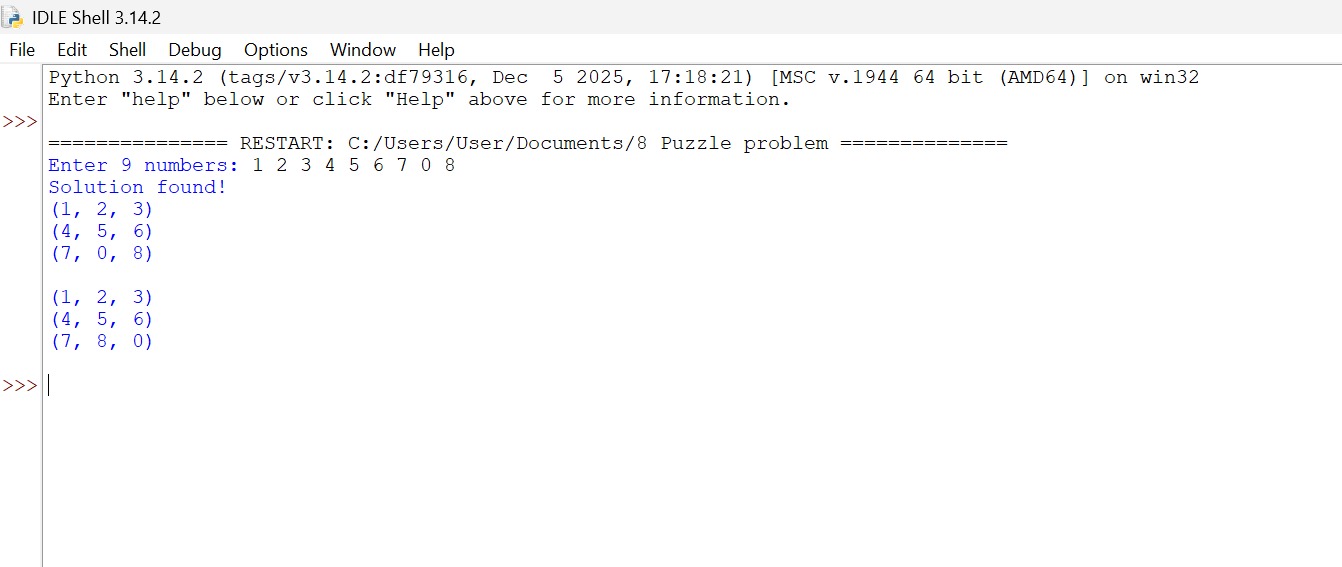 IDLE Shell 3.14.2
File Edit Shell Debug Options Window Help
Python 3.14.2 (tags/v3.14.2:df79316, Dec  5 2025, 17:18:21) [MSC v.1944 64 bit (AMD64)] on win32
Enter "help" below or click "Help" above for more information.
>>>
=============== RESTART: C:/Users/User/Documents/8 Puzzle problem ==============
Enter 9 numbers: 1 2 3 4 5 6 7 0 8
Solution found!
(1, 2, 3)
(4, 5, 6)
(7, 0, 8)

(1, 2, 3)
(4, 5, 6)
(7, 8, 0)

>>>